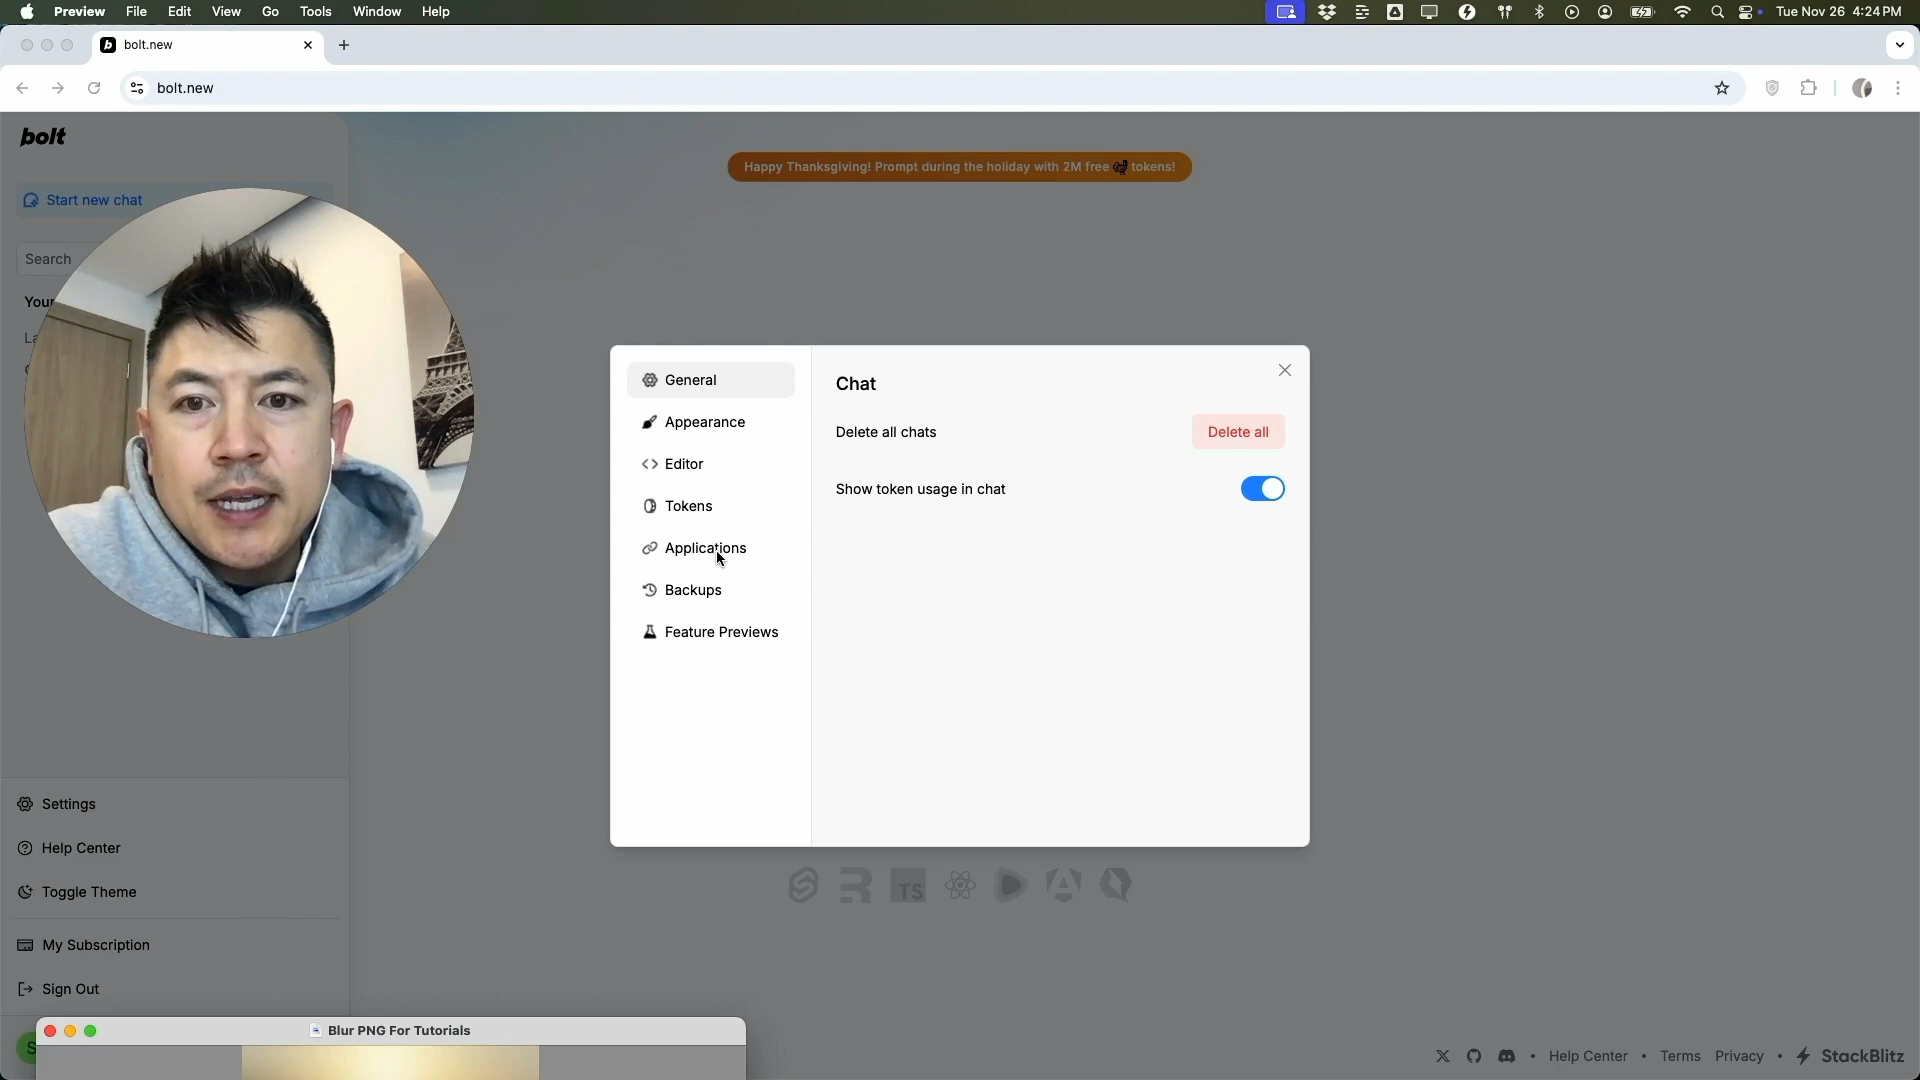 Preview File Edit View Go Tools Window Help Tue Nov 26 4:24 PM
bolt.new
bolt.new
bolt
Happy Thanksgiving! Prompt during the holiday with 2M free tokens!
Start new chat
Search
Your
La
General
Appearance
Editor
Tokens
Applications
Backups
Feature Previews
Chat
Delete all chats
Delete all
Show token usage in chat
TS
Settings
Help Center
Toggle Theme
My Subscription
Sign Out
S
Blur PNG For Tutorials
Help Center • Terms Privacy • StackBlitz